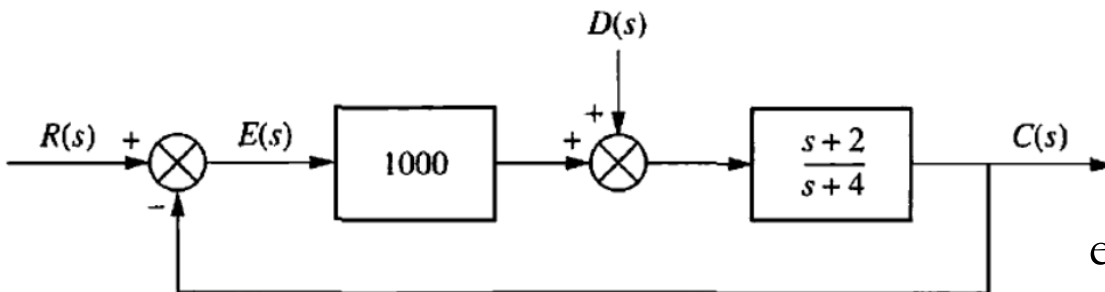 D(s)
R(s) + E(s) 1000 + + s + 2 C(s)
s + 4
−
e